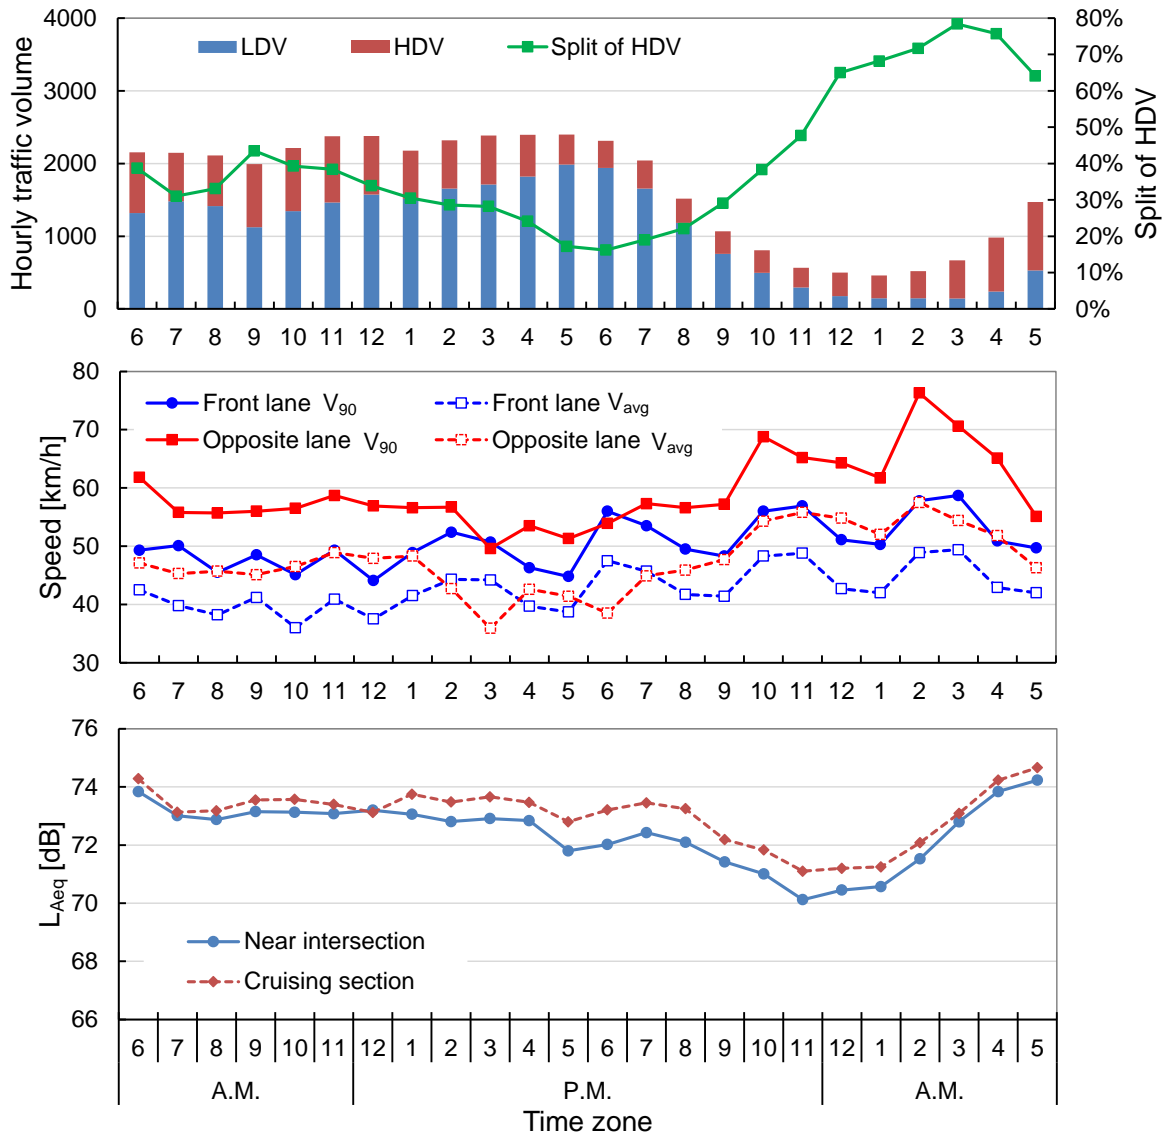 4000
3000
2000
1000
0
Hourly traffic volume
LDV HDV Split of HDV
80%
70%
60%
50%
40%
30%
20%
10%
0%
Split of HDV
6 7 8 9 10 11 12 1 2 3 4 5 6 7 8 9 10 11 12 1 2 3 4 5
80
70
60
50
40
30
Speed [km/h]
Front lane V90 Front lane Vavg
Opposite lane V90 Opposite lane Vavg
6 7 8 9 10 11 12 1 2 3 4 5 6 7 8 9 10 11 12 1 2 3 4 5
76
74
72
70
68
66
LAeq [dB]
Near intersection
Cruising section
6 7 8 9 10 11 12 1 2 3 4 5 6 7 8 9 10 11 12 1 2 3 4 5
A.M. P.M. A.M.
Time zone